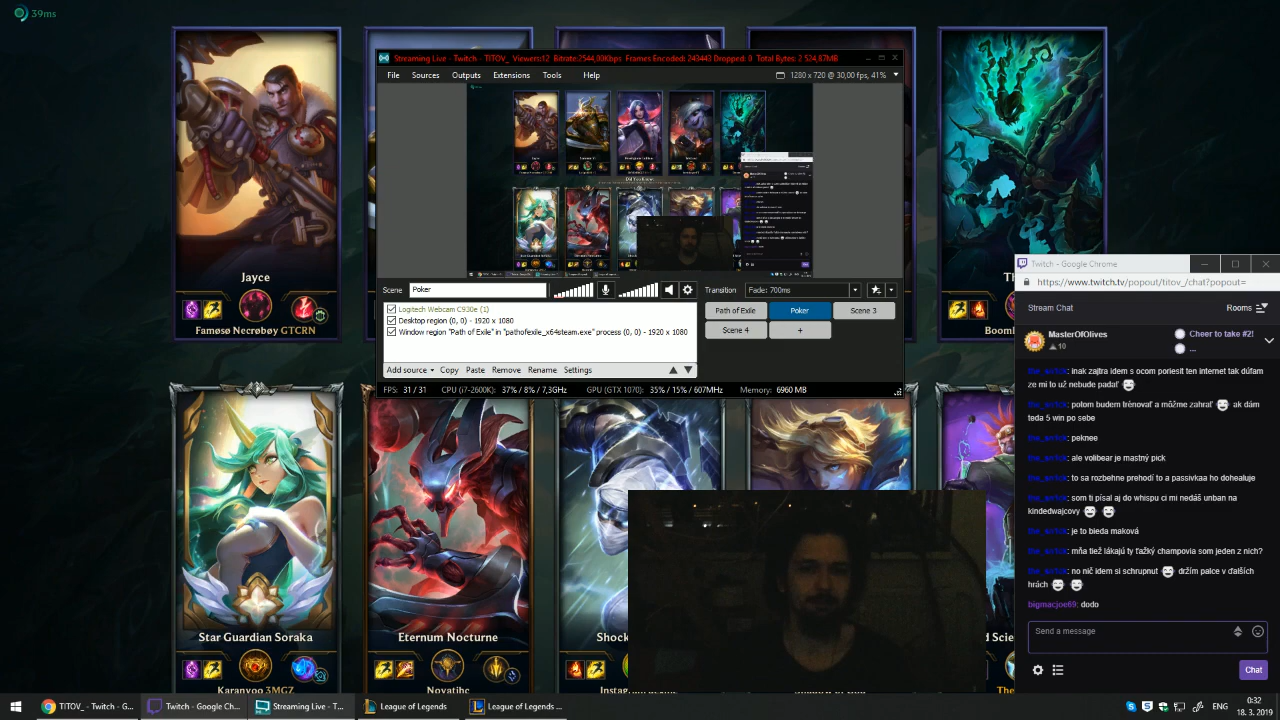 39ms
Streaming Live - Twitch - TITOV_ Viewers:12 Bitrate:2544,00Kbps Frames Encoded: 243443 Dropped: 0 Total Bytes: 2 524,87MB
File Sources Outputs Extensions Tools Help
1280 x 720 @ 30,00 fps, 41%
Jayce
Famøsø Necrøbøy GTCRN
Scene Poker
Transition Fade: 700ms
Logitech Webcam C930e (1)
Desktop region (0, 0) - 1920 x 1080
Window region "Path of Exile" in "pathofexile_x64steam.exe" process (0, 0) - 1920 x 1080
Path of Exile Poker Scene 3
Scene 4 +
Add source Copy Paste Remove Rename Settings
FPS: 31 / 31 CPU (i7-2600K): 37% / 8% / 7,3GHz GPU (GTX 1070): 35% / 15% / 607MHz Memory: 6960 MB
Twitch - Google Chrome
https://www.twitch.tv/popout/titov_/chat?popout=
Stream Chat Rooms
MasterOfOlives
10
Cheer to take #2!
...
inak zajtra idem s ocom poriesit ten internet tak dúfam
ze mi to už nebude padať
potom budem trénovať a môžme zahrať ak dám
teda 5 win po sebe
peknee
ale volibear je mastný pick
to sa rozbehne prehodí to a passivkaa ho dohealuje
som ti písal aj do whispu ci mi nedáš unban na
kindedwajcovy
je to bieda maková
mňa tiež lákajú ty ťažký champovia som jeden z nich?
no nič idem si schrupnut držím palce v ďalších
hrách
bigmacjoe69: dodo
Send a message
Chat
Star Guardian Soraka
Karanyoo 3MGZ
Eternum Nocturne
Novatihc
Shock
0:32
TITOV_ - Twitch - G...
Twitch - Google Ch...
Streaming Live - T...
League of Legends
League of Legends ...
ENG
18. 3. 2019